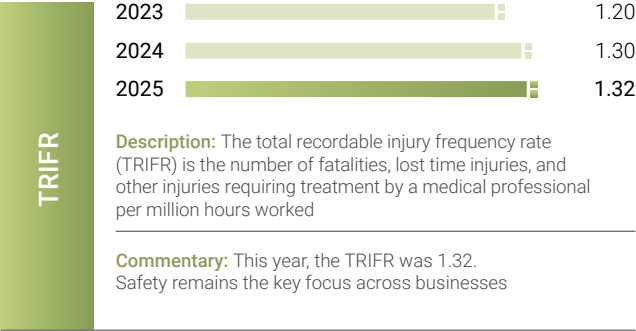 2023 1.20
2024 1.30
2025 1.32
TRIFR
Description: The total recordable injury frequency rate
(TRIFR) is the number of fatalities, lost time injuries, and
other injuries requiring treatment by a medical professional
per million hours worked
Commentary: This year, the TRIFR was 1.32.
Safety remains the key focus across businesses